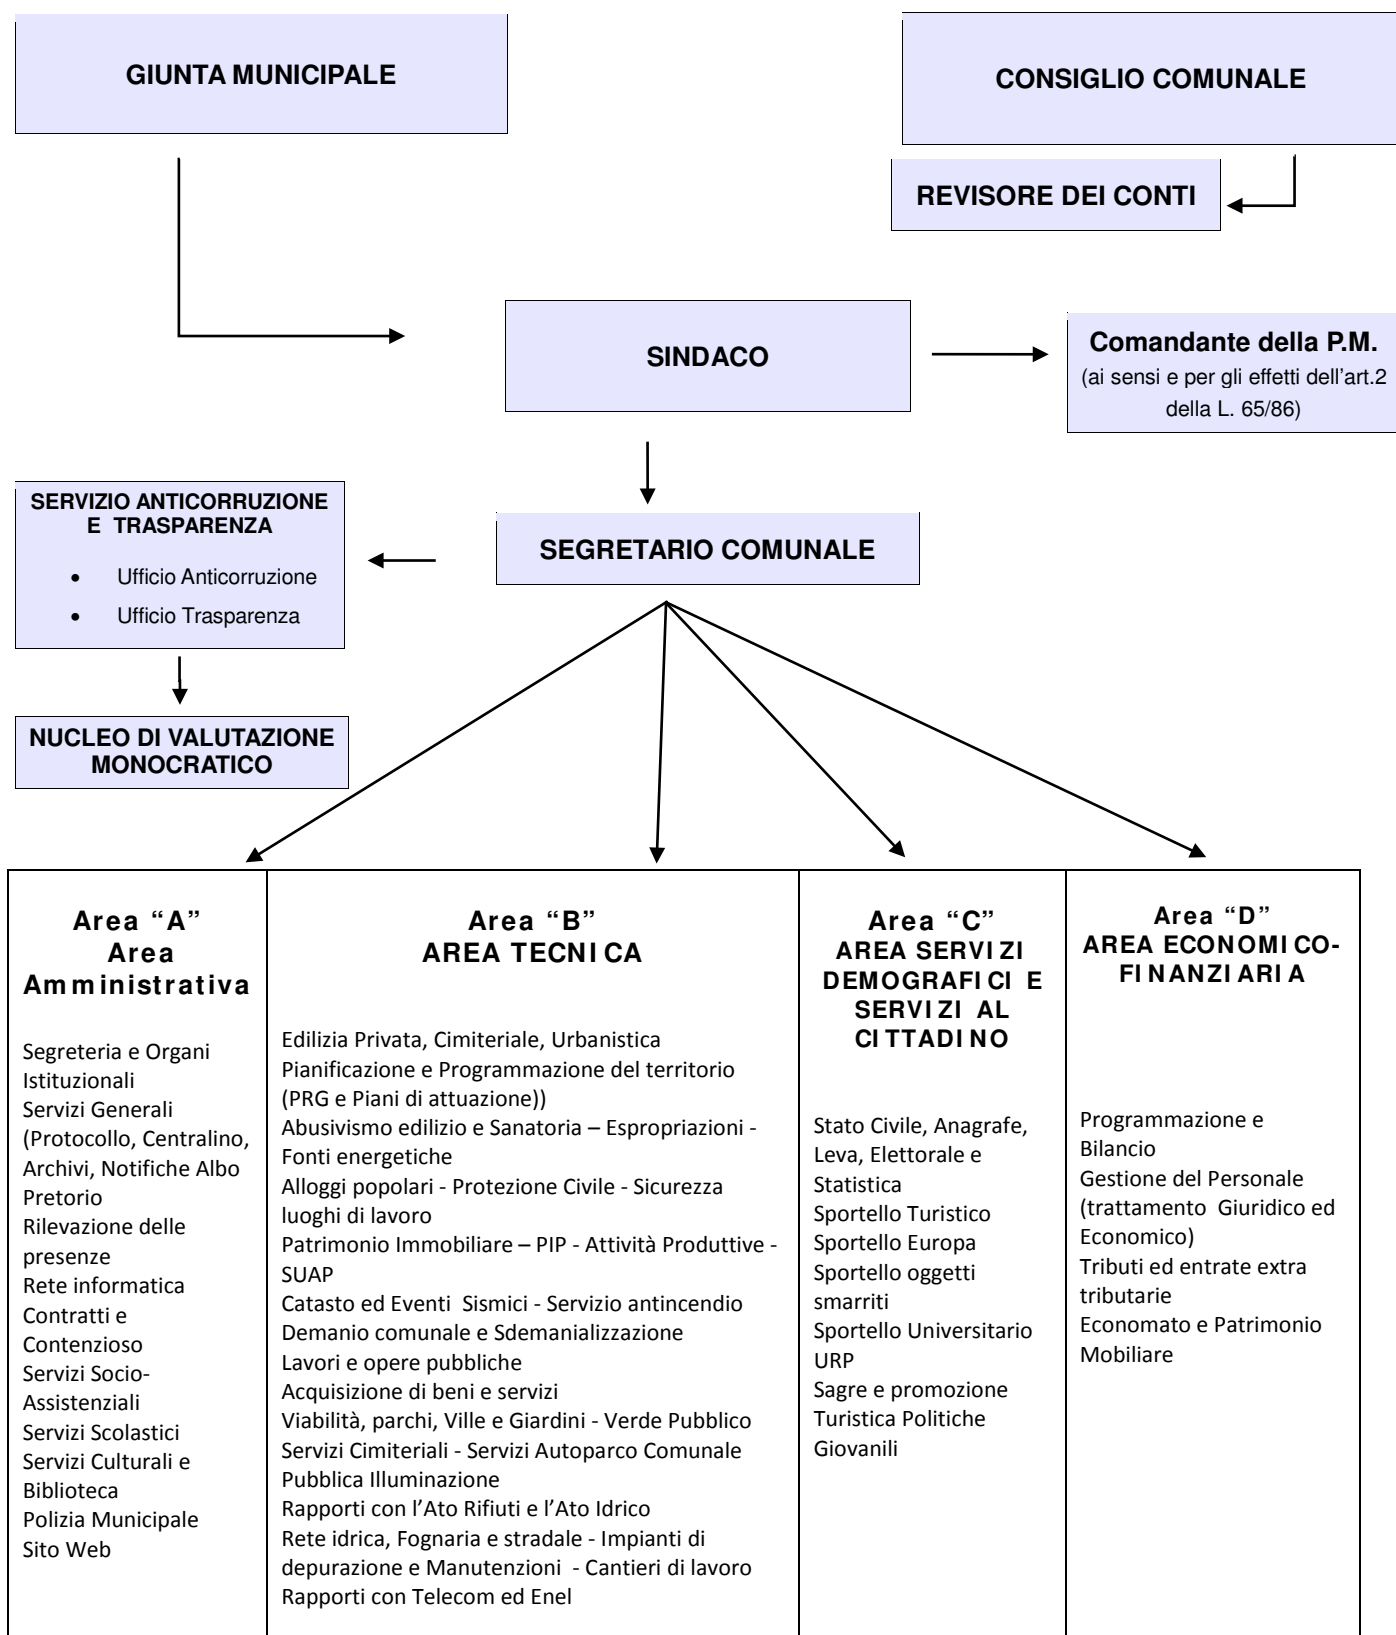 GIUNTA MUNICIPALE
CONSIGLIO COMUNALE
REVISORE DEI CONTI
SINDACO
Comandante della P.M.
(ai sensi e per gli effetti dell’art.2
della L. 65/86)
SERVIZIO ANTICORRUZIONE
E TRASPARENZA
• Ufficio Anticorruzione
• Ufficio Trasparenza
SEGRETARIO COMUNALE
NUCLEO DI VALUTAZIONE
MONOCRATICO
Area “A”
Area
Amministrativa
Segreteria e Organi
Istituzionali
Servizi Generali
(Protocollo, Centralino,
Archivi, Notifiche Albo
Pretorio
Rilevazione delle
presenze
Rete informatica
Contratti e
Contenzioso
Servizi Socio-
Assistenziali
Servizi Scolastici
Servizi Culturali e
Biblioteca
Polizia Municipale
Sito Web
Area “B”
AREA TECNICA
Edilizia Privata, Cimiteriale, Urbanistica
Pianificazione e Programmazione del territorio
(PRG e Piani di attuazione))
Abusivismo edilizio e Sanatoria – Espropriazioni -
Fonti energetiche
Alloggi popolari - Protezione Civile - Sicurezza
luoghi di lavoro
Patrimonio Immobiliare – PIP - Attività Produttive -
SUAP
Catasto ed Eventi Sismici - Servizio antincendio
Demanio comunale e Sdemanializzazione
Lavori e opere pubbliche
Acquisizione di beni e servizi
Viabilità, parchi, Ville e Giardini - Verde Pubblico
Servizi Cimiteriali - Servizi Autoparco Comunale
Pubblica Illuminazione
Rapporti con l’Ato Rifiuti e l’Ato Idrico
Rete idrica, Fognaria e stradale - Impianti di
depurazione e Manutenzioni - Cantieri di lavoro
Rapporti con Telecom ed Enel
Area “C”
AREA SERVIZI
DEMOGRAFICI E
SERVIZI AL
CITTADINO
Stato Civile, Anagrafe,
Leva, Elettorale e
Statistica
Sportello Turistico
Sportello Europa
Sportello oggetti
smarriti
Sportello Universitario
URP
Sagre e promozione
Turistica Politiche
Giovanili
Area “D”
AREA ECONOMICO-
FINANZIARIA
Programmazione e
Bilancio
Gestione del Personale
(trattamento Giuridico ed
Economico)
Tributi ed entrate extra
tributarie
Economato e Patrimonio
Mobiliare